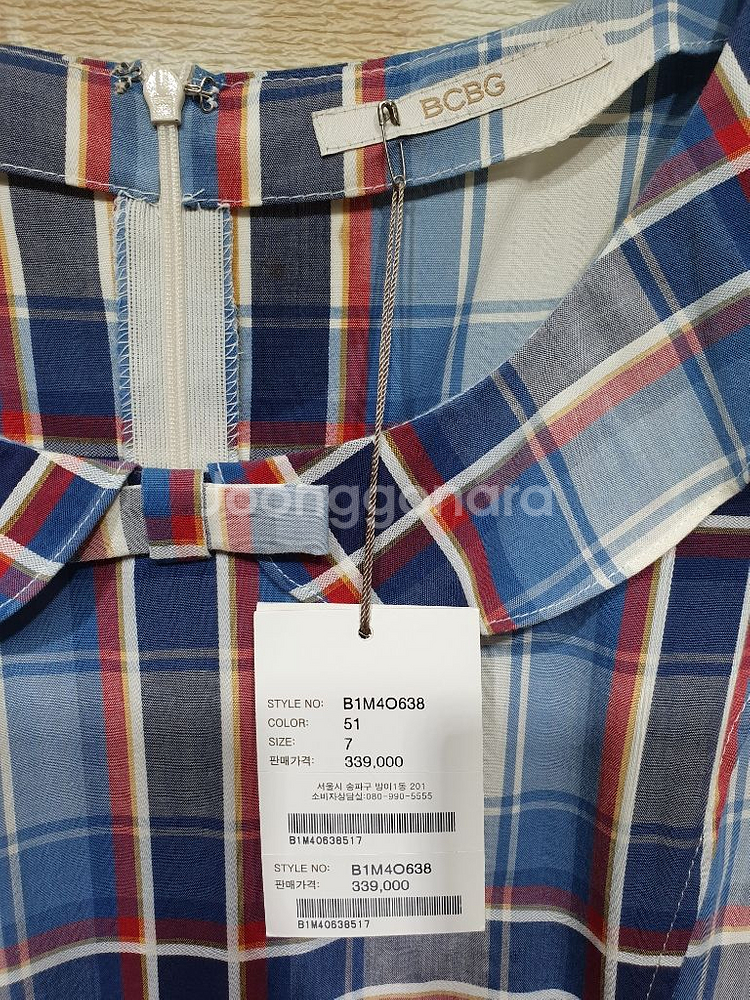 BCBG
Joonggonara
STYLE NO: B1M4O638
COLOR: 51
SIZE: 7
판매가격: 339,000
서울시 송파구 방이1동 201
소비자상담실:080-990-5555
B1M40638517
STYLE NO: B1M4O638
판매가격: 339,000
B1M40638517